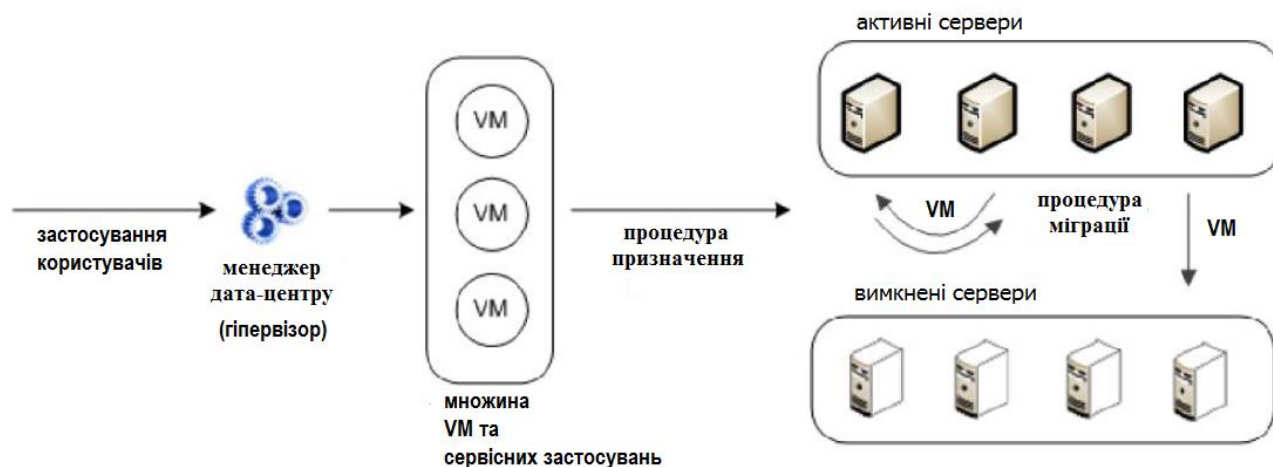 активні сервери
VM
VM
VM
застосування
користувачів
менеджер
дата-центру
(гіпервізор)
множина
VM та
сервісних застосувань
процедура
призначення
VM
процедура
міграції
VM
вимкнені сервери